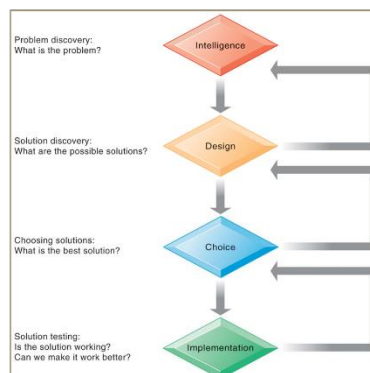 Problem discovery:
What is the problem?
Intelligence
Solution discovery:
What are the possible solutions?
Design
Choosing solutions:
What is the best solution?
Choice
Solution testing:
Is the solution working?
Can we make it work better?
Implementation